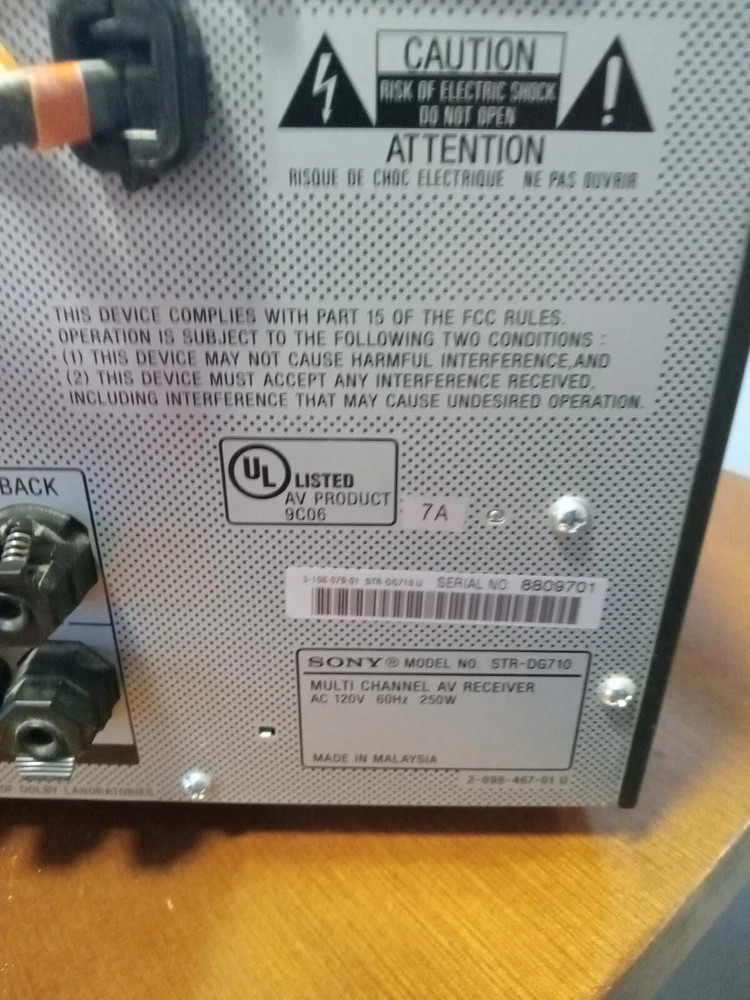 CAUTION
RISK OF ELECTRIC SHOCK
DO NOT OPEN
ATTENTION
RISQUE DE CHOC ELECTRIQUE NE PAS OUVRIR
THIS DEVICE COMPLIES WITH PART 15 OF THE FCC RULES.
OPERATION IS SUBJECT TO THE FOLLOWING TWO CONDITIONS :
(1) THIS DEVICE MAY NOT CAUSE HARMFUL INTERFERENCE,AND
(2) THIS DEVICE MUST ACCEPT ANY INTERFERENCE RECEIVED,
INCLUDING INTERFERENCE THAT MAY CAUSE UNDESIRED OPERATION.
BACK
UL LISTED
AV PRODUCT
9C06
7A
STR-DG710 U SERIAL NO. 8809701
SONY® MODEL NO. STR-DG710
MULTI CHANNEL AV RECEIVER
AC 120V 60Hz 250W
MADE IN MALAYSIA
2-898-467-01 U
OF DOLBY LABORATORIES